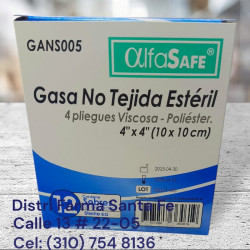 GANS005
alfaSAFE®
Gasa No Tejida Estéril
4 pliegues Viscosa - Poliéster.
4" x 4" (10 x 10 cm)
LOT
Distri Farma Santa Fe
Calle 13 # 22-05
Cel: (310) 754 8136